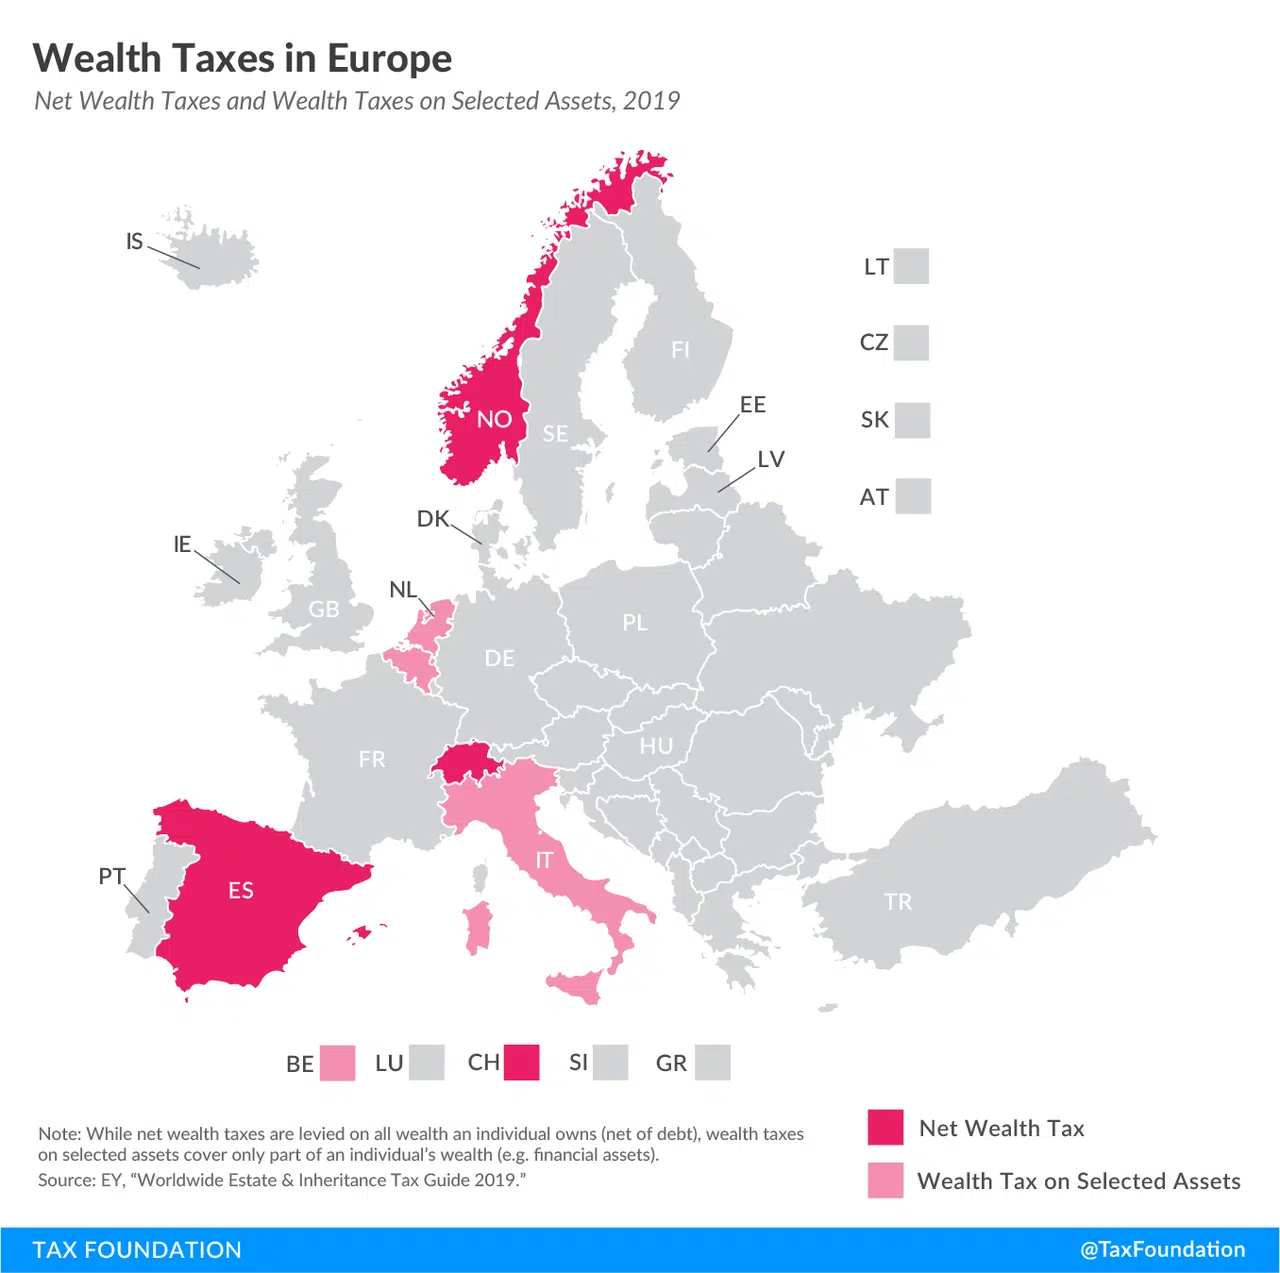 Wealth Taxes in Europe
Net Wealth Taxes and Wealth Taxes on Selected Assets, 2019
IS
LT
CZ
FI
EE
NO
SE
SK
LV
AT
DK
IE
NL
GB
PL
DE
HU
FR
IT
PT
ES
TR
BE
LU
CH
SI
GR
Note: While net wealth taxes are levied on all wealth an individual owns (net of debt), wealth taxes
on selected assets cover only part of an individual's wealth (e.g. financial assets).
Source: EY, “Worldwide Estate & Inheritance Tax Guide 2019.”
Net Wealth Tax
Wealth Tax on Selected Assets
TAX FOUNDATION
@TaxFoundation